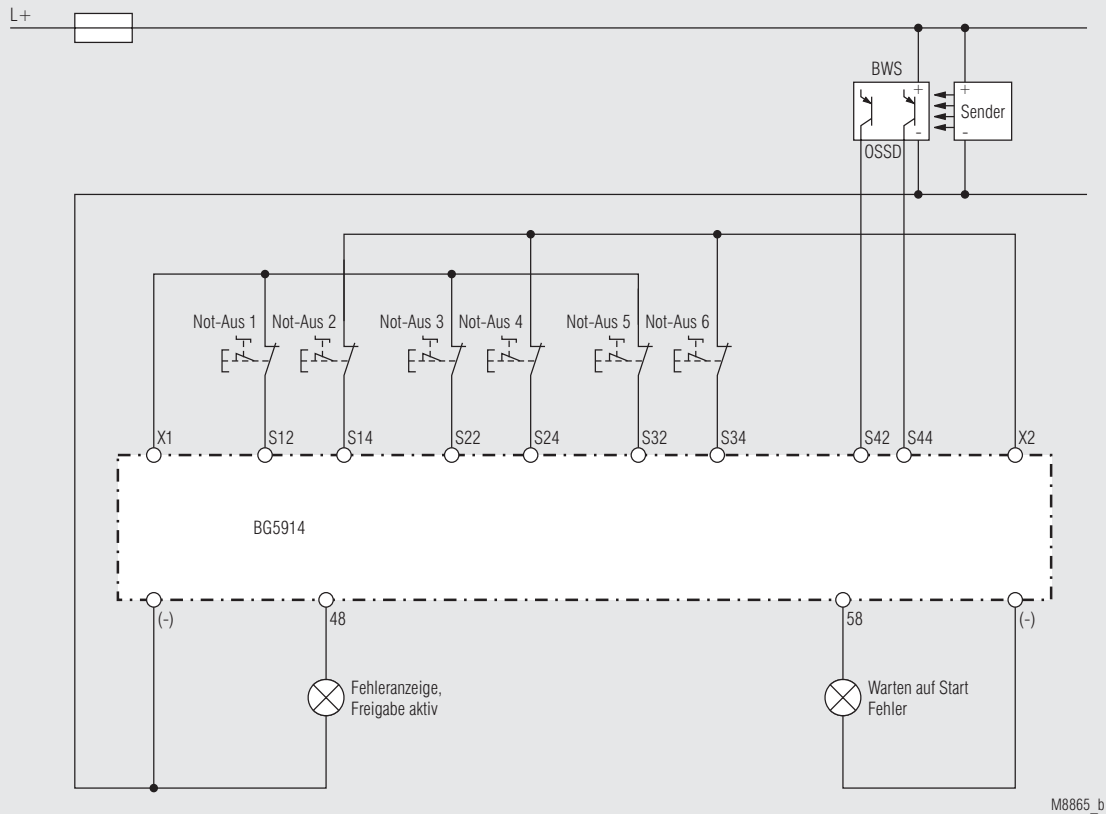 L+
BWS
+
+
Sender
-
-
OSSD
Not-Aus 1
Not-Aus 2
Not-Aus 3
Not-Aus 4
Not-Aus 5
Not-Aus 6
X1
S12
S14
S22
S24
S32
S34
S42
S44
X2
BG5914
(-)
48
58
(-)
Fehleranzeige,
Freigabe aktiv
Warten auf Start
Fehler
M8865_b